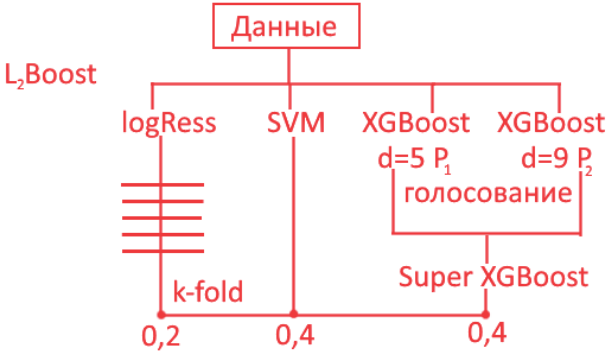 Данные
L₂Boost
logRess SVM XGBoost XGBoost
d=5 P₁ d=9 P₂
голосование
Super XGBoost
k-fold
0,2 0,4 0,4